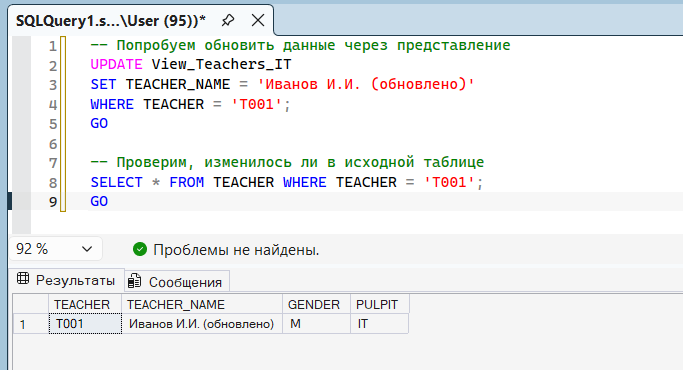 SQLQuery1.s...\User (95))*
1 -- Попробуем обновить данные через представление
2 UPDATE View_Teachers_IT
3 SET TEACHER_NAME = 'Иванов И.И. (обновлено)'
4 WHERE TEACHER = 'T001';
5 GO
6
7 -- Проверим, изменилось ли в исходной таблице
8 SELECT * FROM TEACHER WHERE TEACHER = 'T001';
9 GO
92 % Проблемы не найдены.
Результаты Сообщения
TEACHER TEACHER_NAME GENDER PULPIT
1 T001 Иванов И.И. (обновлено) M IT